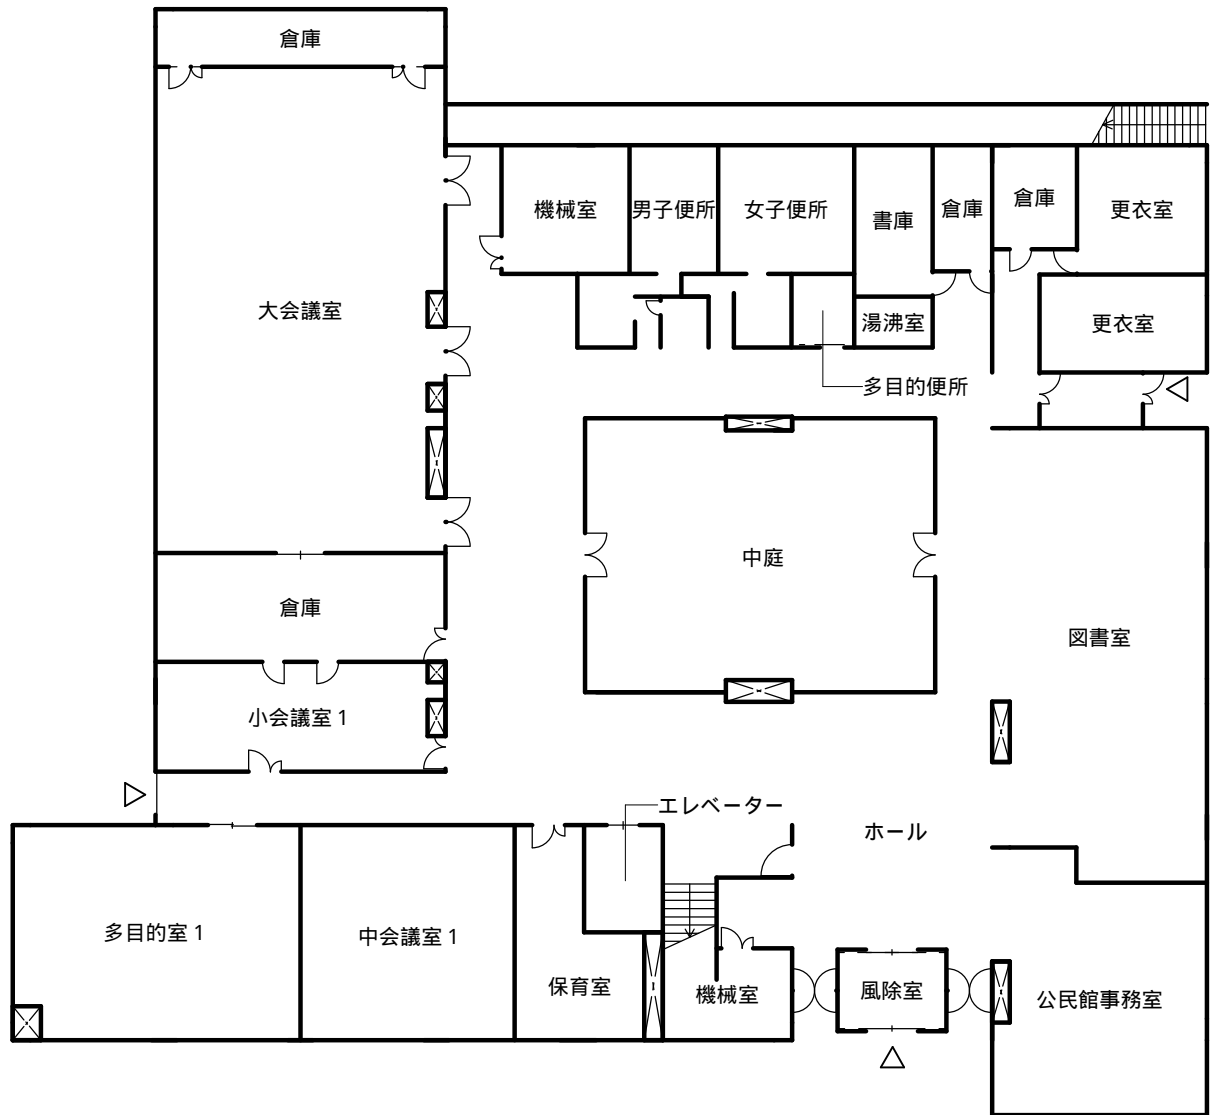 倉庫
機械室
男子便所
女子便所
書庫
倉庫
倉庫
更衣室
大会議室
湯沸室
更衣室
多目的便所
中庭
倉庫
図書室
小会議室1
エレベーター
ホール
多目的室1
中会議室1
保育室
機械室
風除室
公民館事務室